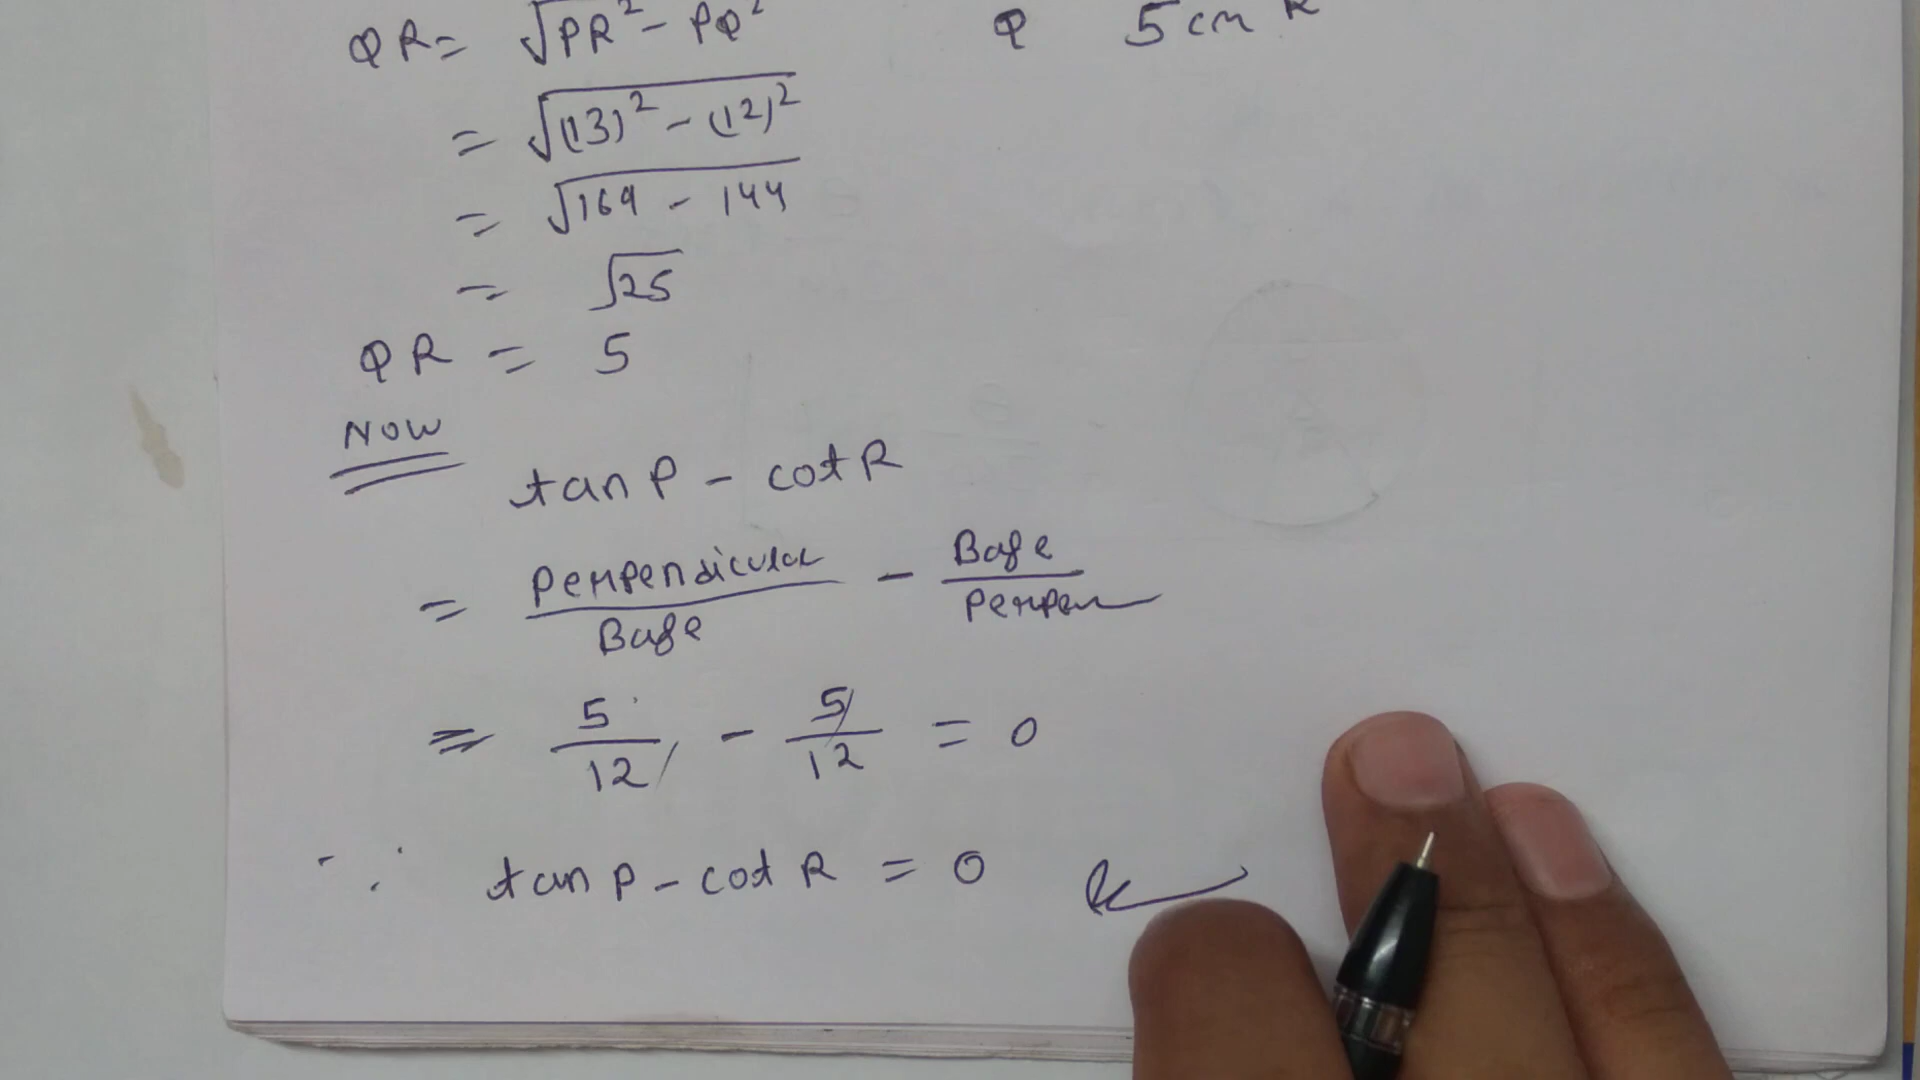 QR = √PR² - PQ² Q 5 cm R
= √(13)² - (12)²
= √169 - 144
= √25
QR = 5
NOW
tan P - cot R
= Perpendicular/Base - Base/Perpen
= 5/12 - 5/12 = 0
∴ tan P - cot R = 0